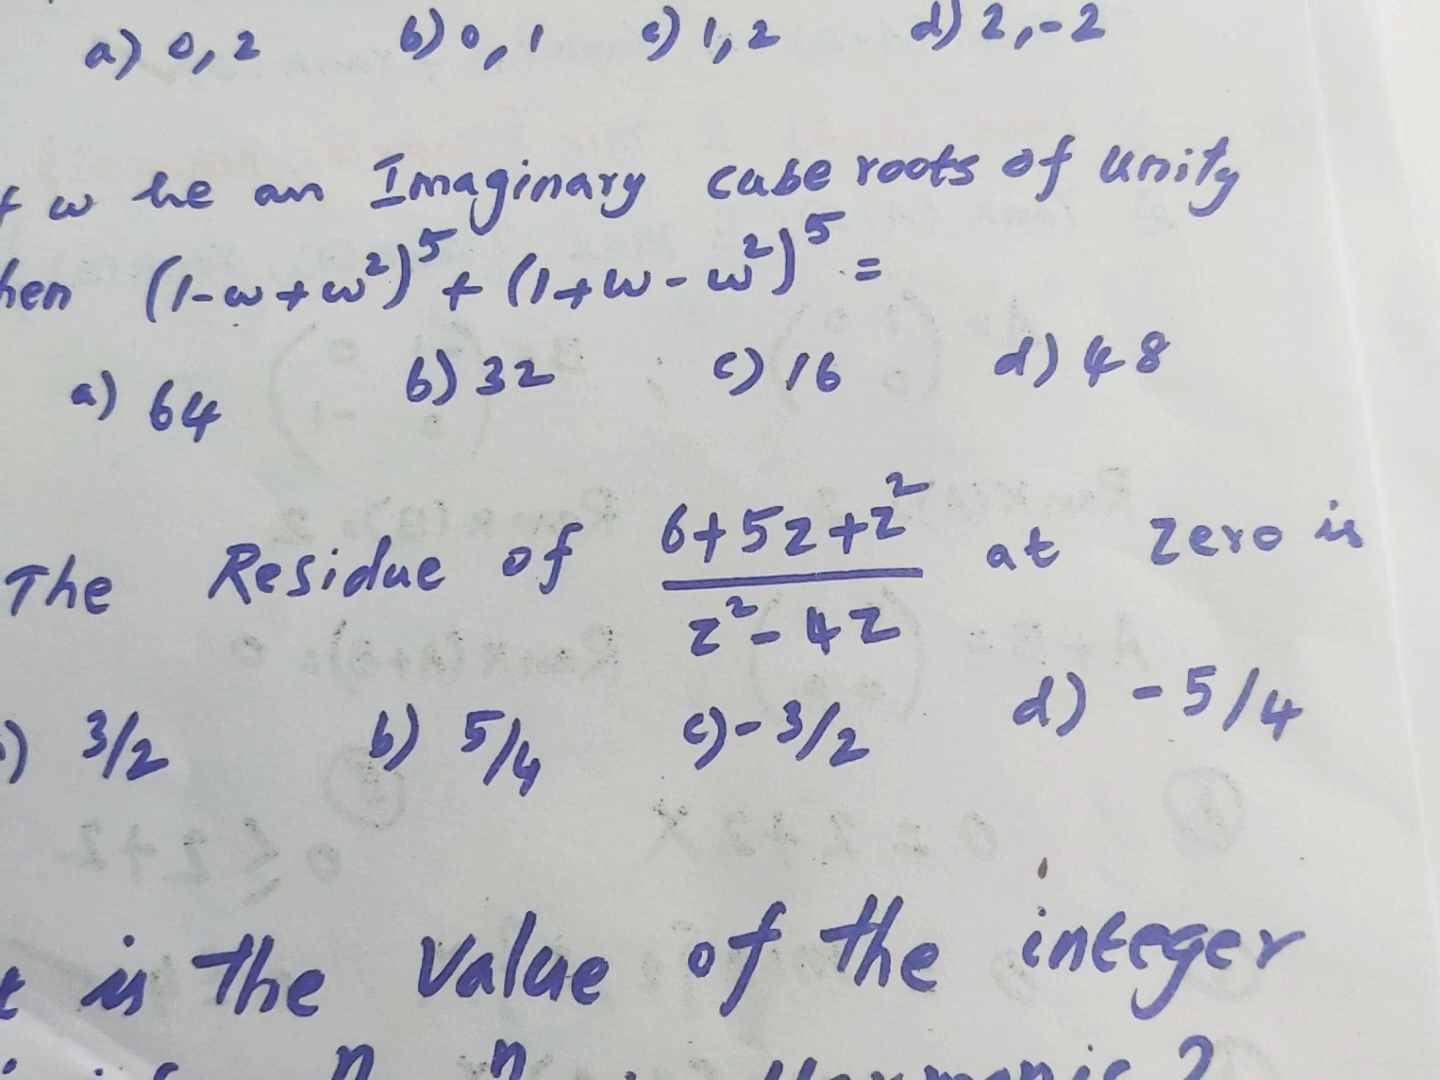 a) 0, 2 b) 0, 1 c) 1, 2 d) 2, -2
f w be an Imaginary cube roots of unity
hen (1-w+w²)⁵ + (1+w-w²)⁵ =
a) 64 b) 32 c) 16 d) 48
The Residue of (6+5z+z²)/(z²-4z) at zero is
) 3/2 b) 5/4 c) -3/2 d) -5/4
t is the value of the integer